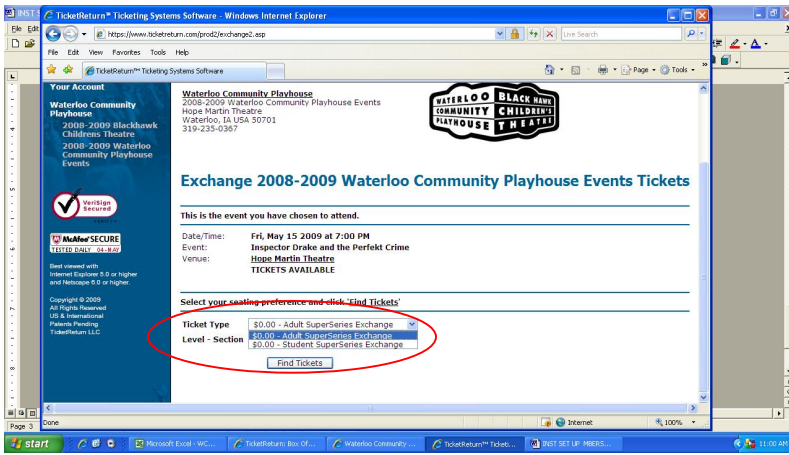 INST S
TicketReturn™ Ticketing Systems Software - Windows Internet Explorer
File Edit
https://www.ticketreturn.com/prod2/exchange2.asp
Live Search
File Edit View Favorites Tools Help
TicketReturn™ Ticketing Systems Software
Page Tools
Your Account
Waterloo Community
Playhouse
2008-2009 Blackhawk
Childrens Theatre
2008-2009 Waterloo
Community Playhouse
Events
VeriSign
Secured
McAfee SECURE
TESTED DAILY 04-MAY
Best viewed with
Internet Explorer 5.0 or higher
and Netscape 6.0 or higher.
Copyright © 2009
All Rights Reserved
US & International
Patents Pending
TicketReturn LLC
Waterloo Community Playhouse
2008-2009 Waterloo Community Playhouse Events
Hope Martin Theatre
Waterloo, IA USA 50701
319-235-0367
WATERLOO BLACK HAWK
COMMUNITY CHILDREN'S
PLAYHOUSE THEATRE
Exchange 2008-2009 Waterloo Community Playhouse Events Tickets
This is the event you have chosen to attend.
Date/Time: Fri, May 15 2009 at 7:00 PM
Event: Inspector Drake and the Perfekt Crime
Venue: Hope Martin Theatre
TICKETS AVAILABLE
Select your seating preference and click 'Find Tickets'
Ticket Type $0.00 - Adult SuperSeries Exchange
$0.00 - Adult SuperSeries Exchange
Level - Section $0.00 - Student SuperSeries Exchange
Find Tickets
Done Internet 100%
Page 3
start Microsoft Excel - WC... TicketReturn: Box Of... Waterloo Community ... TicketReturn™ Ticketi... INST SET UP MBERS... 11:00 AM